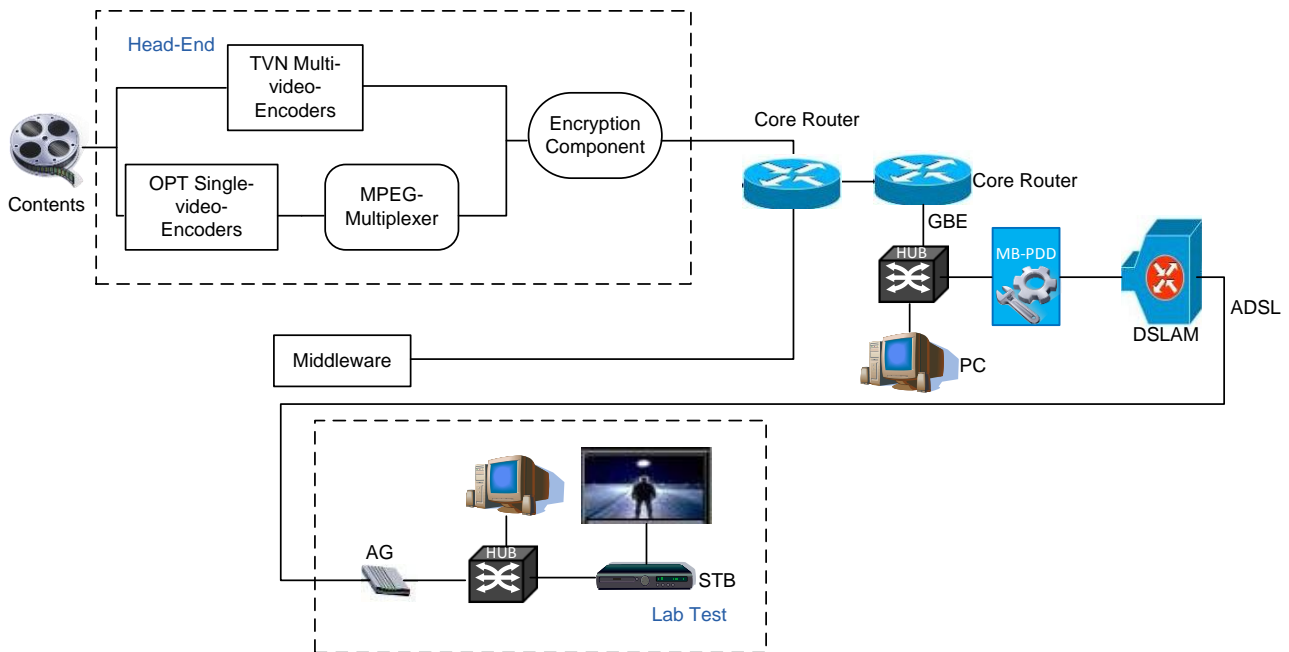 Head-End
TVN Multi-
video-
Encoders
Encryption
Component
Contents
OPT Single-
video-
Encoders
MPEG-
Multiplexer
Core Router
Core Router
GBE
HUB
MB-PDD
DSLAM
ADSL
PC
Middleware
AG
HUB
STB
Lab Test